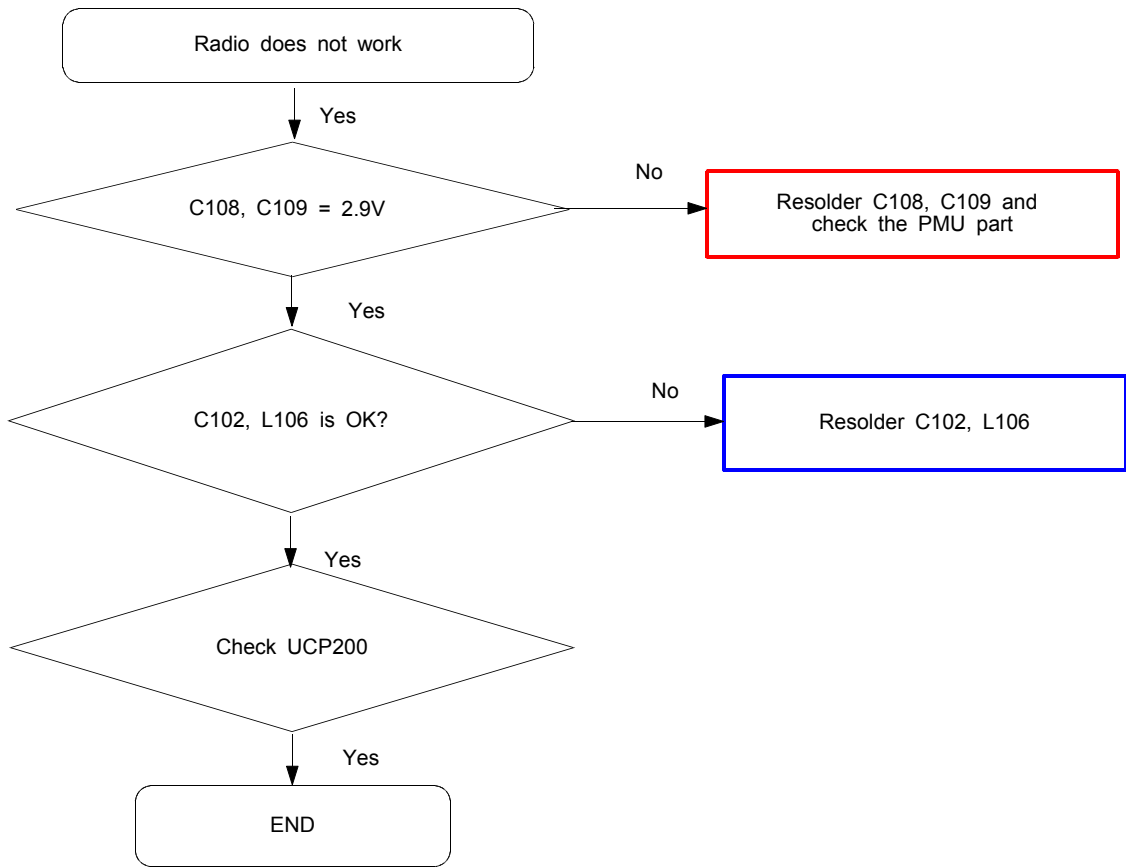 Radio does not work
Yes
C108, C109 = 2.9V
No
Resolder C108, C109 and
check the PMU part
Yes
C102, L106 is OK?
No
Resolder C102, L106
Yes
Check UCP200
Yes
END